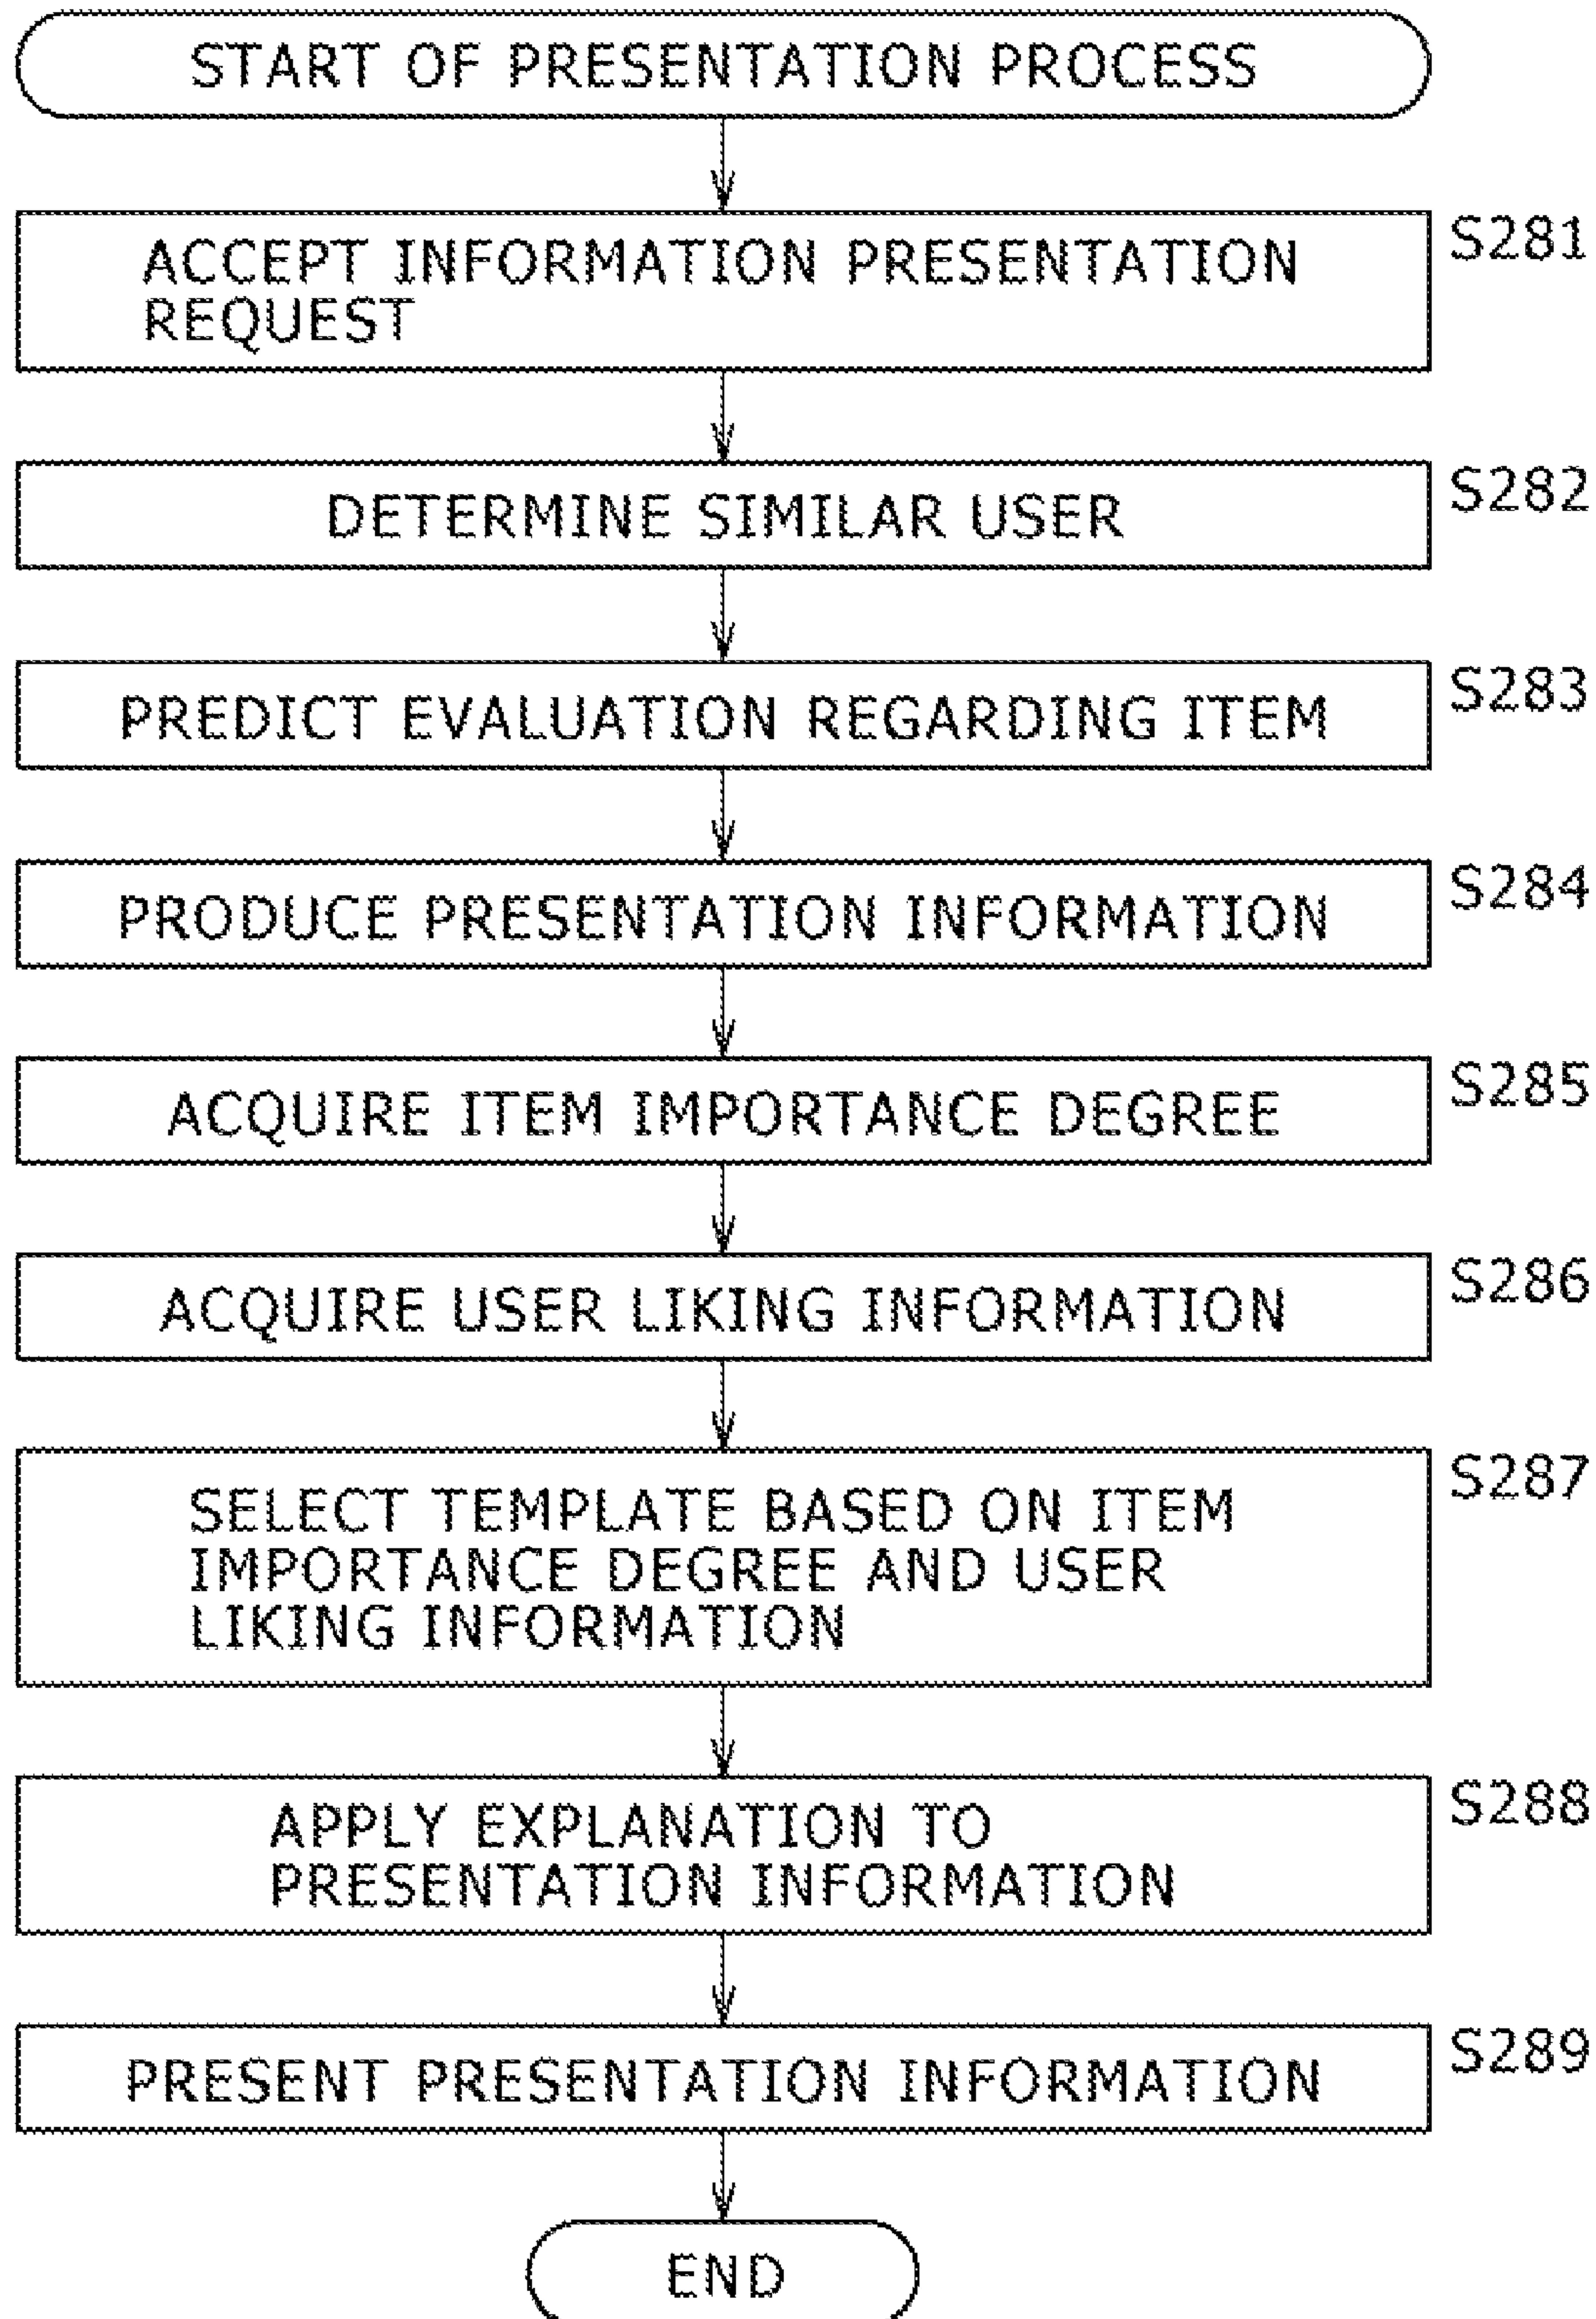 START OF PRESENTATION PROCESS
S281
ACCEPT INFORMATION PRESENTATION
REQUEST
S282
DETERMINE SIMILAR USER
S283
PREDICT EVALUATION REGARDING ITEM
S284
PRODUCE PRESENTATION INFORMATION
S285
ACQUIRE ITEM IMPORTANCE DEGREE
S286
ACQUIRE USER LIKING INFORMATION
S287
SELECT TEMPLATE BASED ON ITEM
IMPORTANCE DEGREE AND USER
LIKING INFORMATION
S288
APPLY EXPLANATION TO
PRESENTATION INFORMATION
S289
PRESENT PRESENTATION INFORMATION
END